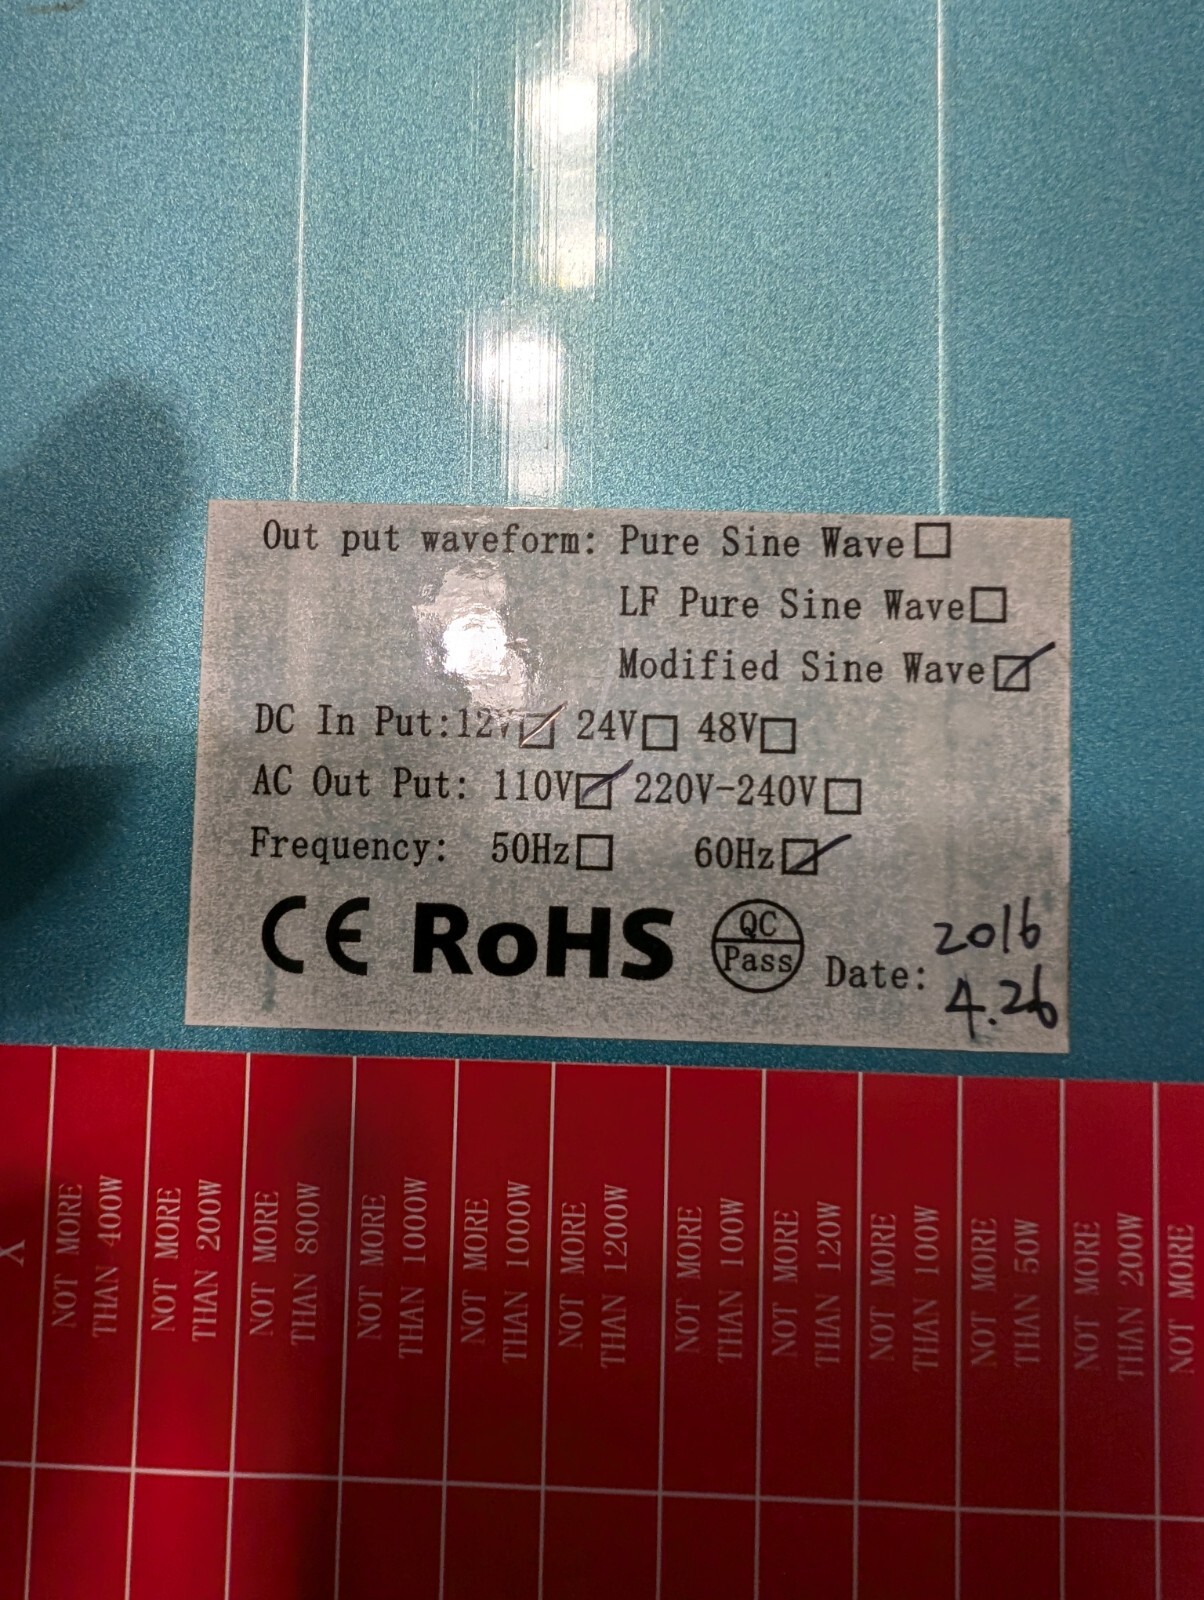 Out put waveform: Pure Sine Wave□
LF Pure Sine Wave□
Modified Sine Wave☑
DC In Put:12V☑ 24V□ 48V□
AC Out Put: 110V☑ 220V-240V□
Frequency: 50Hz□ 60Hz☑
CE RoHS QC Pass Date: 2016
4.26
X
NOT MORE
THAN 400W
NOT MORE
THAN 200W
NOT MORE
THAN 800W
NOT MORE
THAN 1000W
NOT MORE
THAN 1000W
NOT MORE
THAN 1200W
NOT MORE
THAN 100W
NOT MORE
THAN 120W
NOT MORE
THAN 100W
NOT MORE
THAN 50W
NOT MORE
THAN 200W
NOT MORE